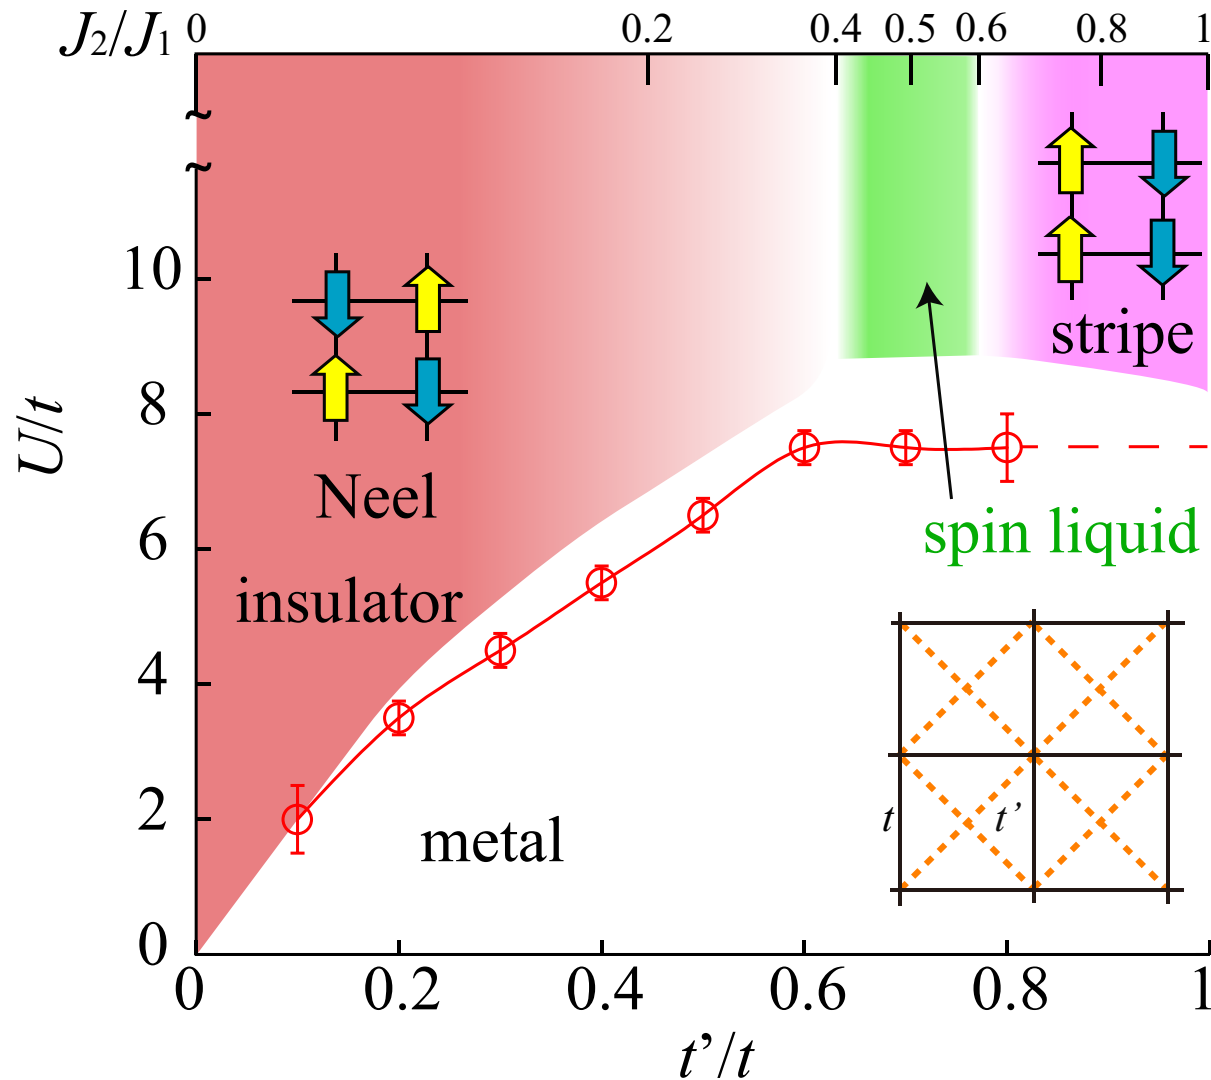 J2/J1 0 0.2 0.4 0.5 0.6 0.8 1
~
~
10
8
6
4
2
0
U/t
Neel
insulator
stripe
spin liquid
metal
t t’
0 0.2 0.4 0.6 0.8 1
t’/t